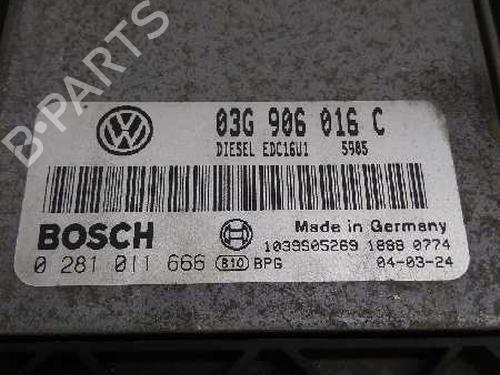 03G 906 016 C
DIESEL EDC16U1 5985
BOSCH
Made in Germany
1039S05269 1888 0774
0 281 011 666 B10 BPG 04-03-24
B-PARTS